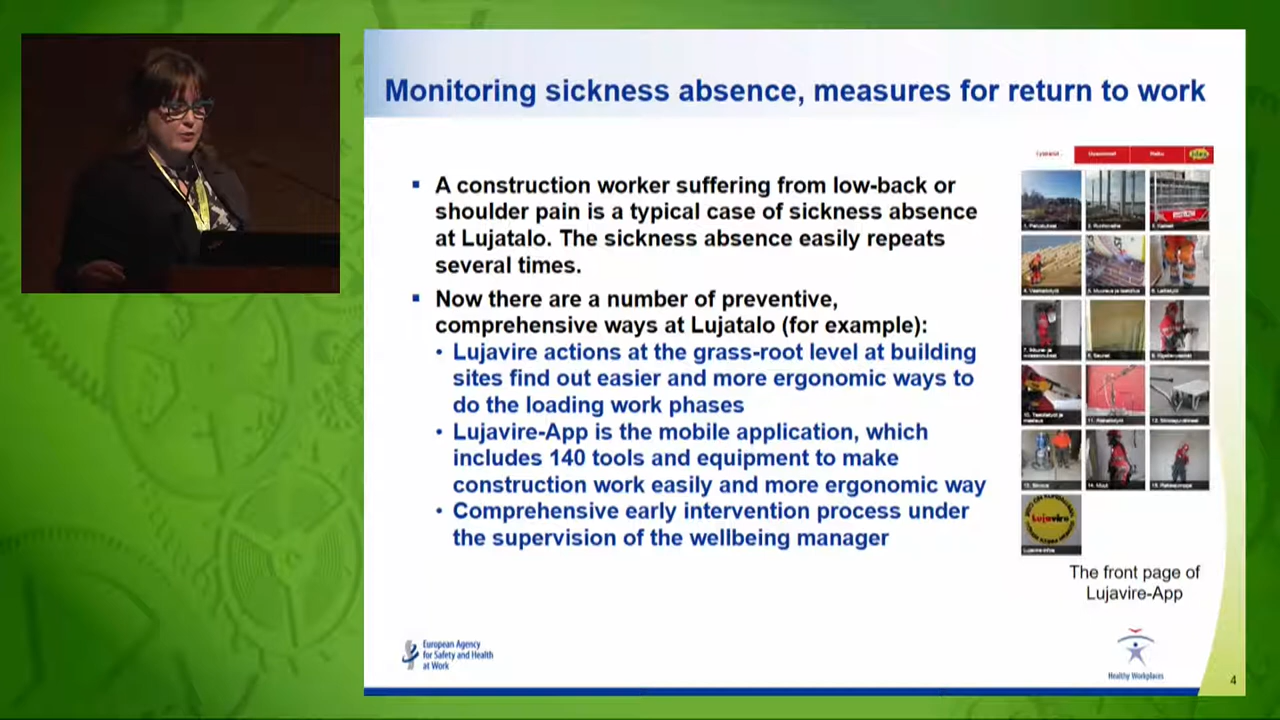 Monitoring sickness absence, measures for return to work
▪ A construction worker suffering from low-back or
shoulder pain is a typical case of sickness absence
at Lujatalo. The sickness absence easily repeats
several times.
▪ Now there are a number of preventive,
comprehensive ways at Lujatalo (for example):
• Lujavire actions at the grass-root level at building
sites find out easier and more ergonomic ways to
do the loading work phases
• Lujavire-App is the mobile application, which
includes 140 tools and equipment to make
construction work easily and more ergonomic way
• Comprehensive early intervention process under
the supervision of the wellbeing manager
Lujavire
The front page of
Lujavire-App
European Agency
for Safety and Health
at Work
Healthy Workplaces
4